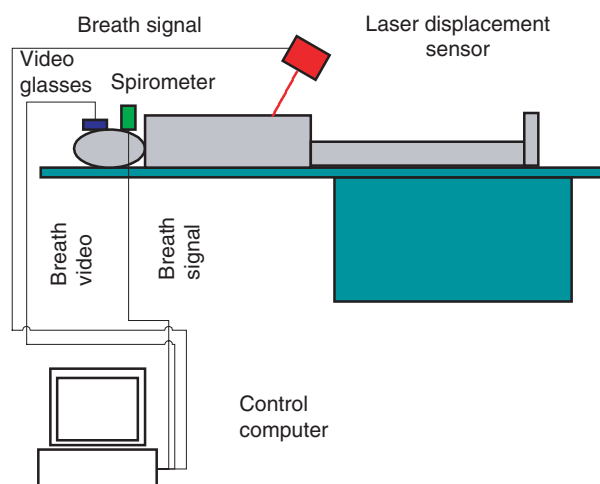 Breath signal
Laser displacement
sensor
Video
glasses
Spirometer
Breath
video
Breath
signal
Control
computer